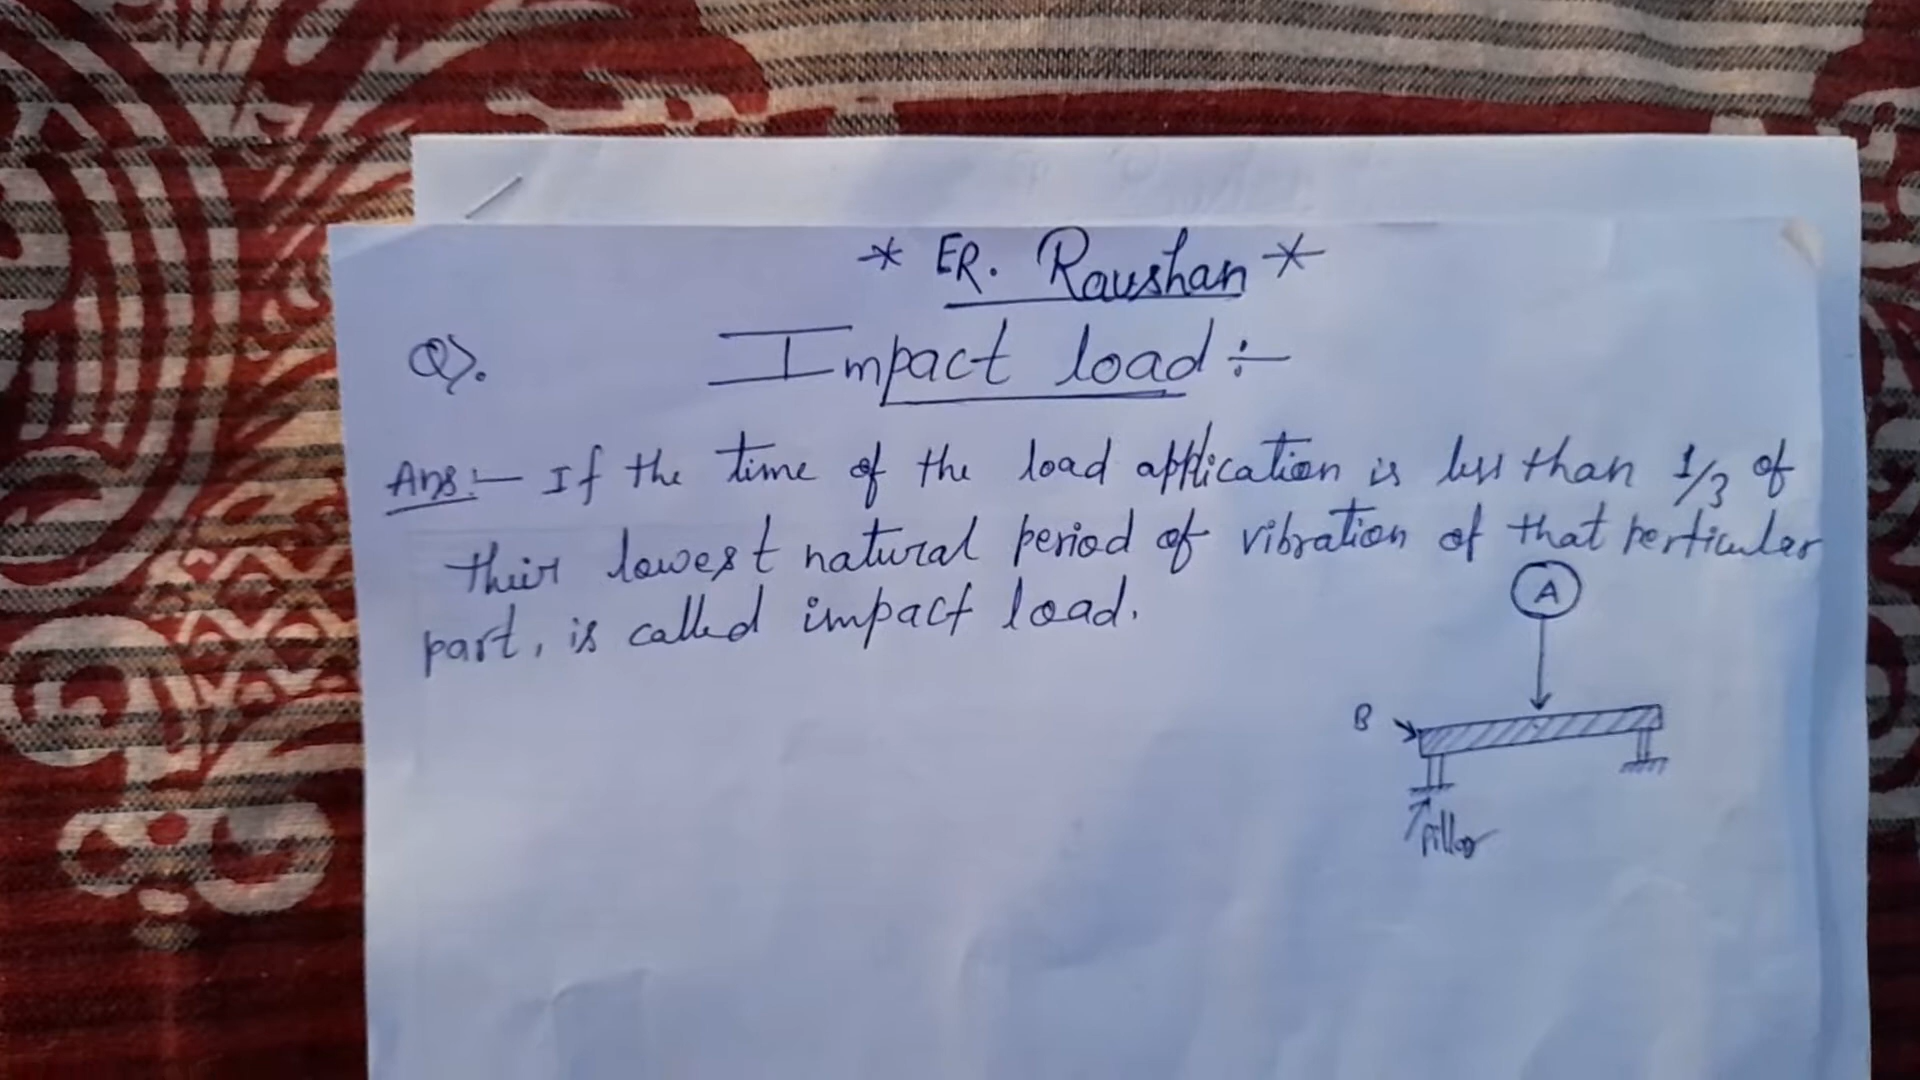 * ER. Raushan *
Q). Impact load :-
Ans:- If the time of the load application is less than 1/3 of
their lowest natural period of vibration of that perticular
part, is called impact load.
A
B
Pillar